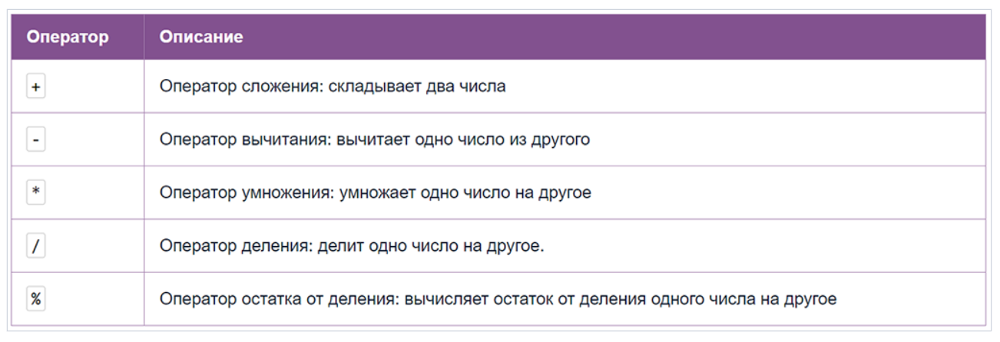 Оператор Описание
+ Оператор сложения: складывает два числа
- Оператор вычитания: вычитает одно число из другого
* Оператор умножения: умножает одно число на другое
/ Оператор деления: делит одно число на другое.
% Оператор остатка от деления: вычисляет остаток от деления одного числа на другое